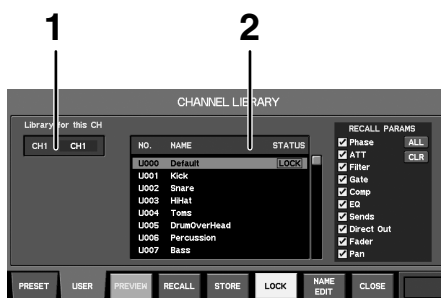 1 2
CHANNEL LIBRARY
Library for this CH
CH1 CH1
NO. NAME STATUS
U000 Default LOCK
U001 Kick
U002 Snare
U003 HiHat
U004 Toms
U005 DrumOverHead
U006 Percussion
U007 Bass
RECALL PARAMS
Phase ALL
ATT CLR
Filter
Gate
Comp
EQ
Sends
Direct Out
Fader
Pan
PRESET USER PREVIEW RECALL STORE LOCK NAME EDIT CLOSE